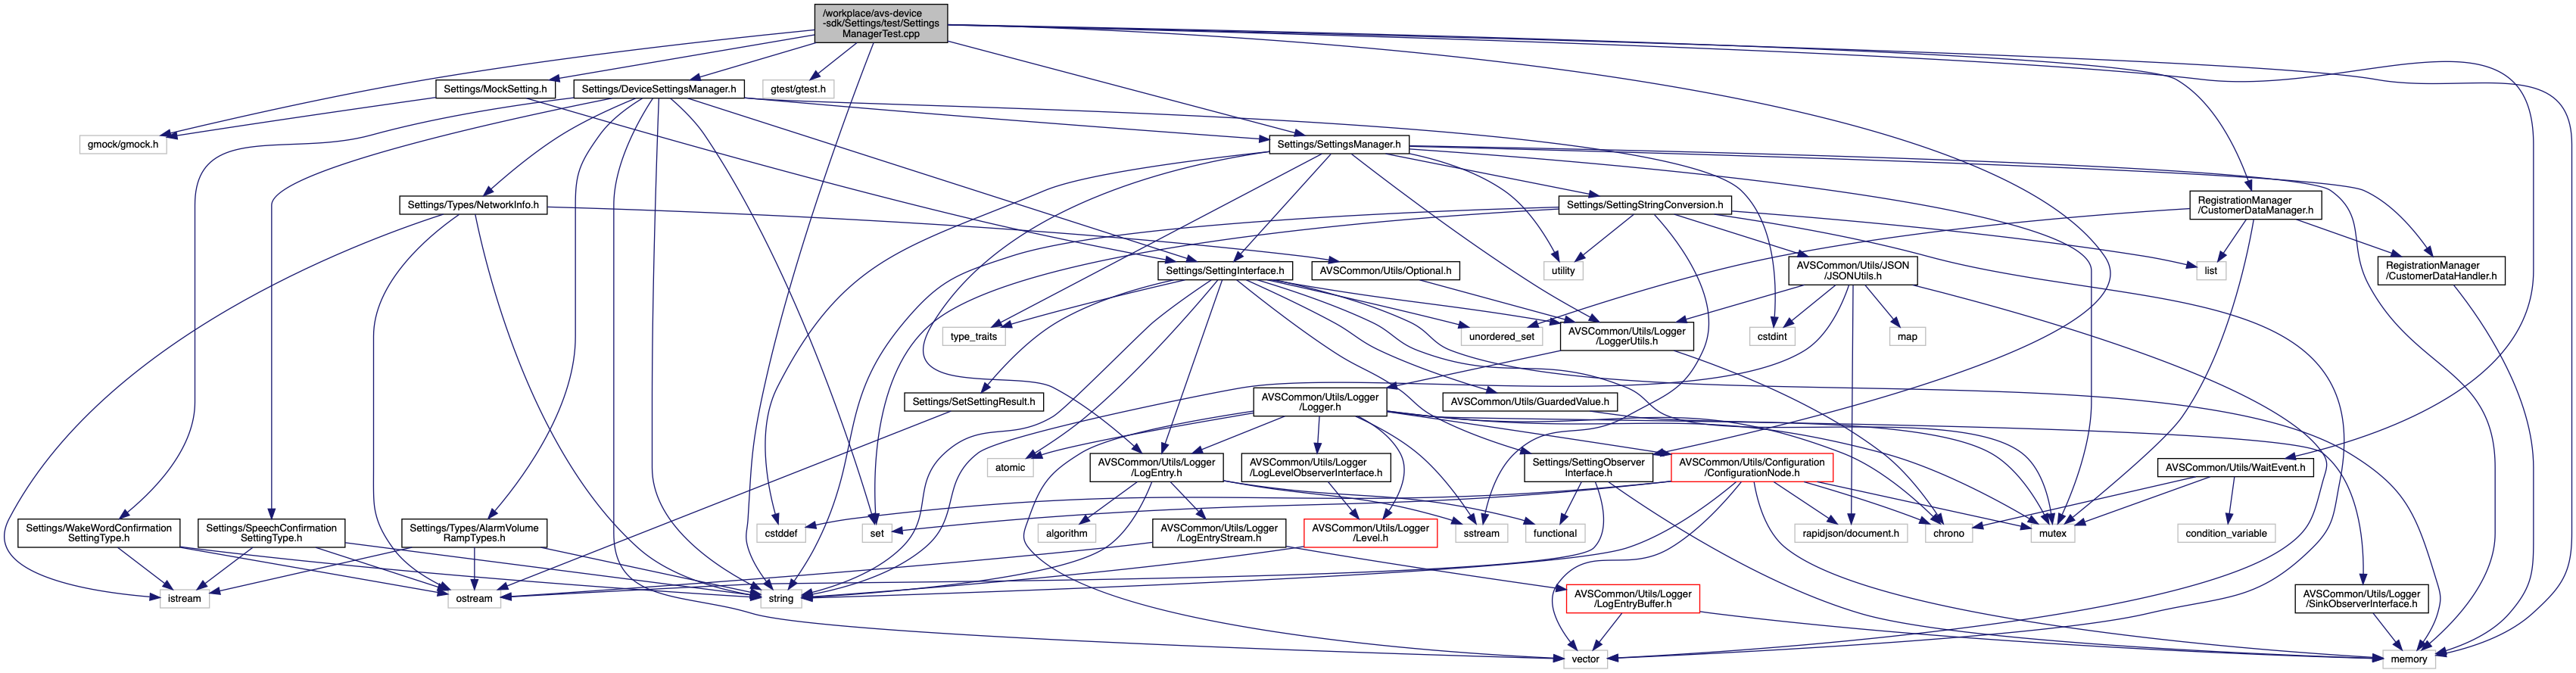 /workplace/avs-device
-sdk/Settings/test/Settings
ManagerTest.cpp
Settings/MockSetting.h
Settings/DeviceSettingsManager.h
gtest/gtest.h
gmock/gmock.h
Settings/SettingsManager.h
Settings/Types/NetworkInfo.h
Settings/SettingStringConversion.h
RegistrationManager
/CustomerDataManager.h
Settings/SettingInterface.h
AVSCommon/Utils/Optional.h
utility
AVSCommon/Utils/JSON
/JSONUtils.h
list
RegistrationManager
/CustomerDataHandler.h
type_traits
unordered_set
AVSCommon/Utils/Logger
/LoggerUtils.h
cstdint
map
Settings/SetSettingResult.h
AVSCommon/Utils/Logger
/Logger.h
AVSCommon/Utils/GuardedValue.h
atomic
AVSCommon/Utils/Logger
/LogEntry.h
AVSCommon/Utils/Logger
/LogLevelObserverInterface.h
Settings/SettingObserver
Interface.h
AVSCommon/Utils/Configuration
/ConfigurationNode.h
AVSCommon/Utils/WaitEvent.h
Settings/WakeWordConfirmation
SettingType.h
Settings/SpeechConfirmation
SettingType.h
Settings/Types/AlarmVolume
RampTypes.h
cstddef
set
algorithm
AVSCommon/Utils/Logger
/LogEntryStream.h
AVSCommon/Utils/Logger
/Level.h
sstream
functional
rapidjson/document.h
chrono
mutex
condition_variable
istream
ostream
string
AVSCommon/Utils/Logger
/LogEntryBuffer.h
AVSCommon/Utils/Logger
/SinkObserverInterface.h
vector
memory